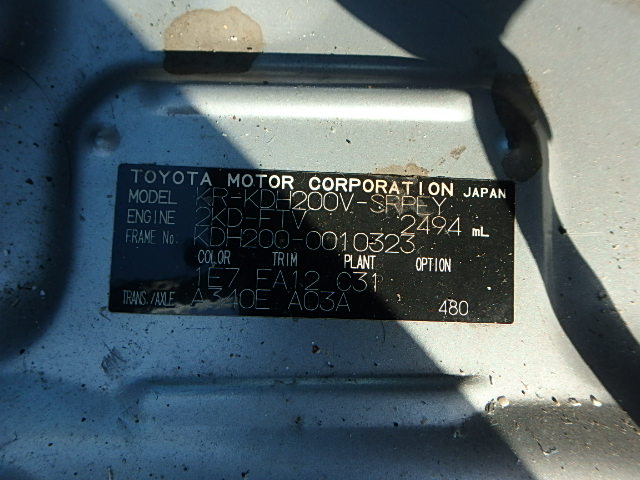 TOYOTA MOTOR CORPORATION JAPAN
MODEL KR-KDH200V-SRPEY
ENGINE 2KD-FTV 2494 mL
FRAME No. KDH200-0010323
COLOR TRIM PLANT OPTION
1E7 FA12 C31
TRANS./AXLE A340E A03A 480